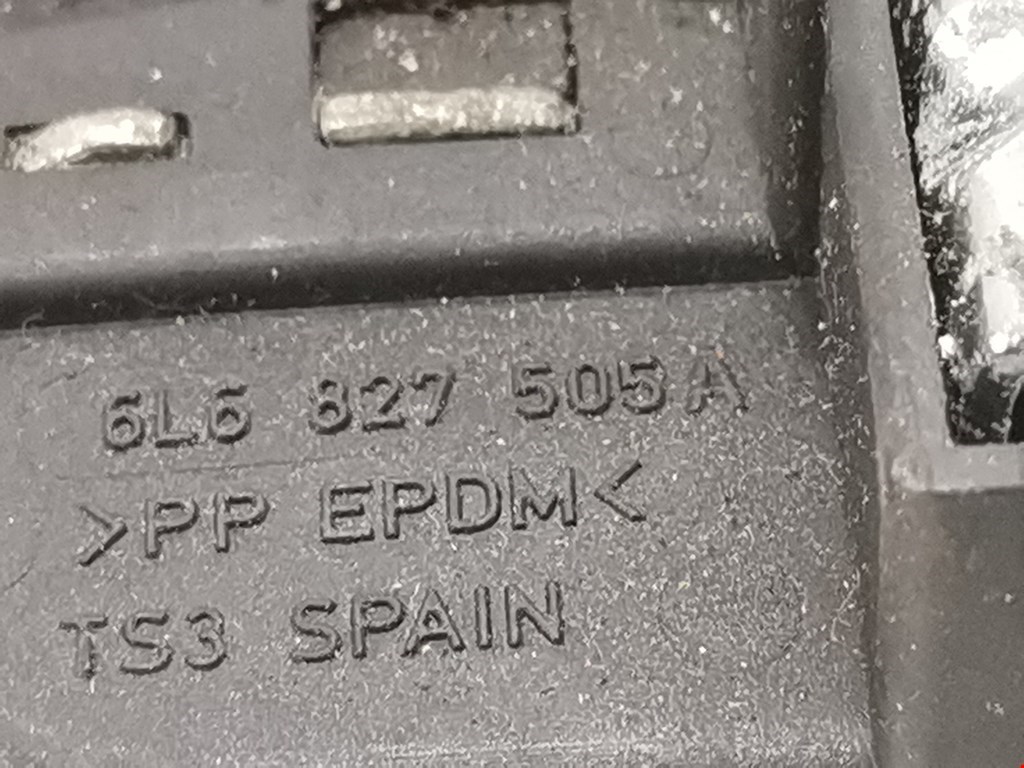 6L6 827 505 A
>PP EPDM<
TS3 SPAIN